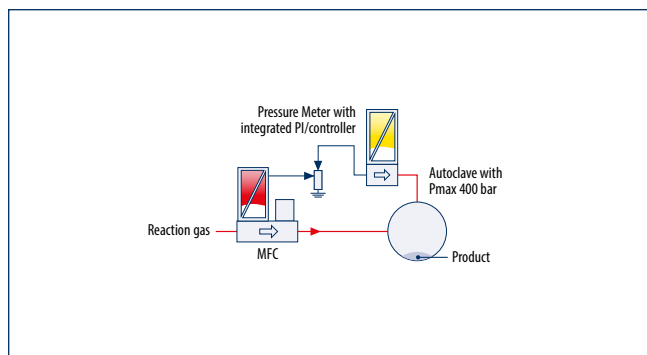 Pressure Meter with
integrated PI/controller
Autoclave with
Pmax 400 bar
Reaction gas
MFC
Product